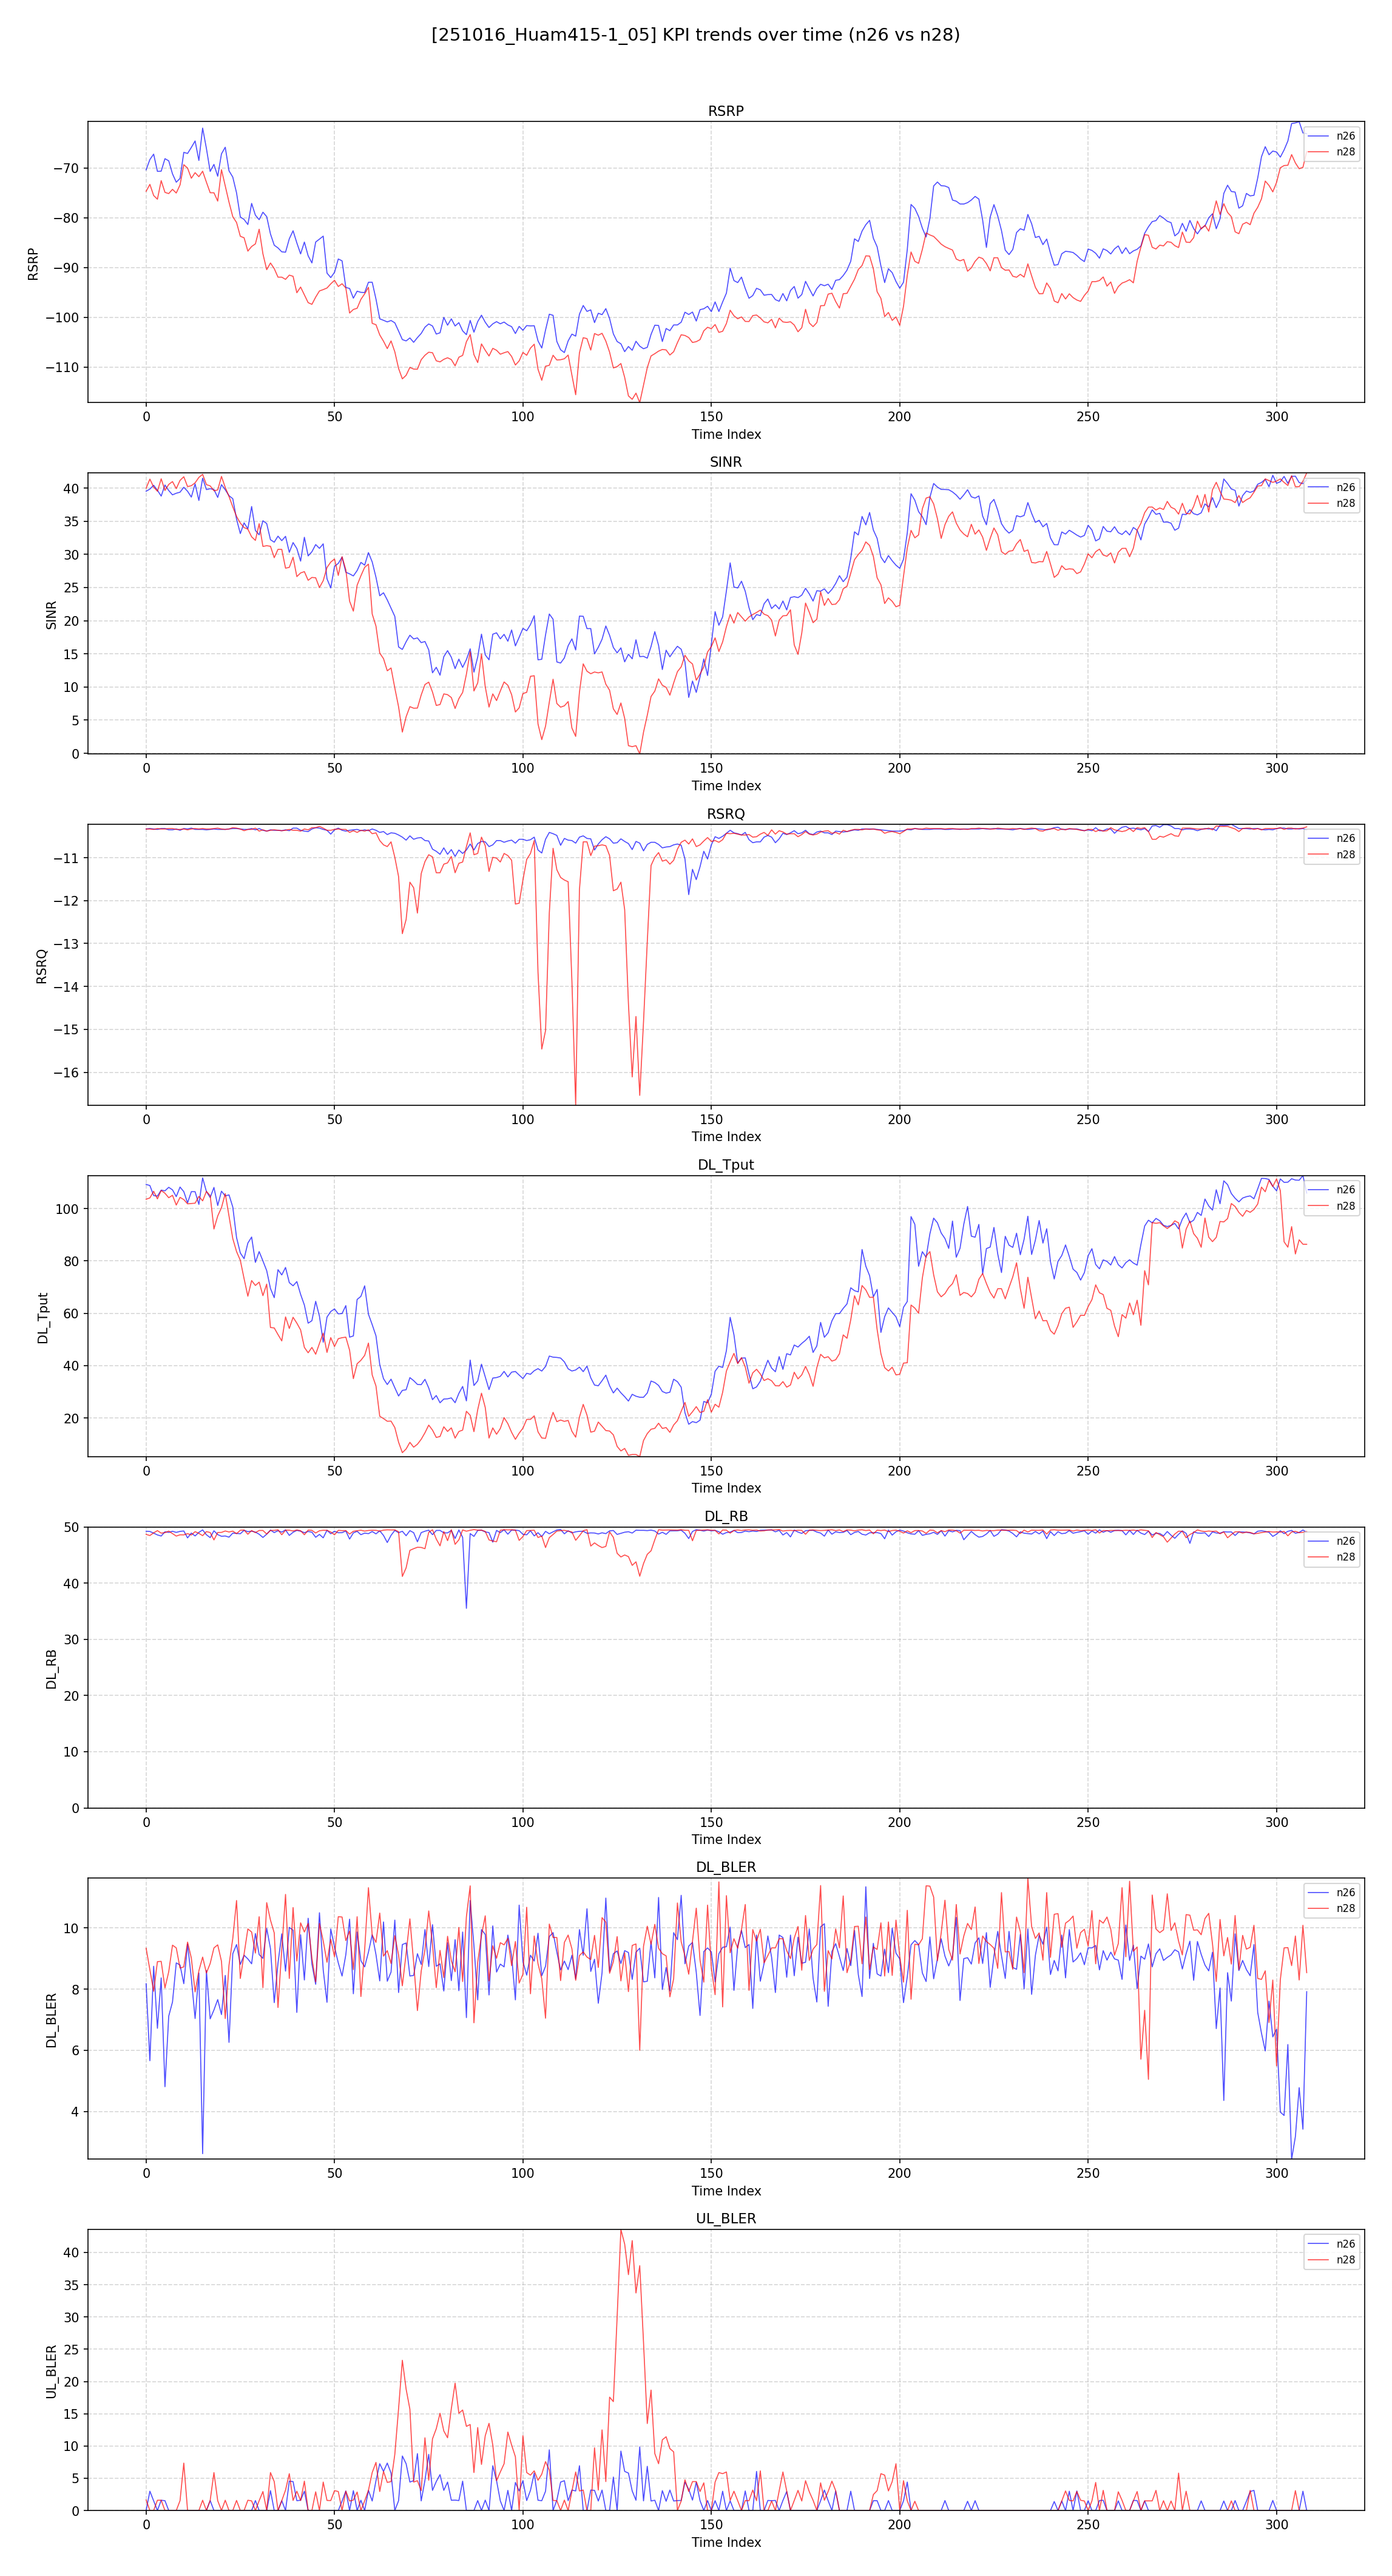 [251016_Huam415-1_05] KPI trends over time (n26 vs n28)
RSRP
n26
n28
−70
−80
−90
−100
−110
RSRP
0 50 100 150 200 250 300
Time Index
SINR
n26
n28
40
35
30
25
20
15
10
5
0
SINR
0 50 100 150 200 250 300
Time Index
RSRQ
n26
n28
−11
−12
−13
−14
−15
−16
RSRQ
0 50 100 150 200 250 300
Time Index
DL_Tput
n26
n28
100
80
60
40
20
DL_Tput
0 50 100 150 200 250 300
Time Index
DL_RB
n26
n28
50
40
30
20
10
0
DL_RB
0 50 100 150 200 250 300
Time Index
DL_BLER
n26
n28
10
8
6
4
DL_BLER
0 50 100 150 200 250 300
Time Index
UL_BLER
n26
n28
40
35
30
25
20
15
10
5
0
UL_BLER
0 50 100 150 200 250 300
Time Index